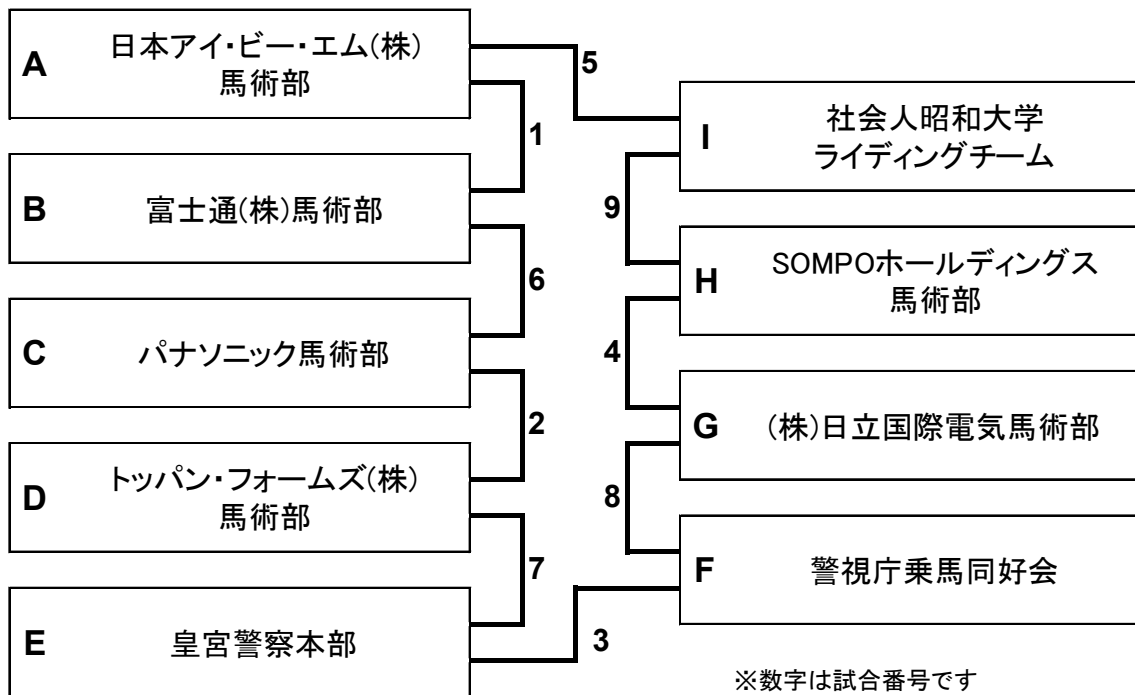 A
日本アイ・ビー・エム(株)
馬術部
5
1
B
富士通(株)馬術部
6
C
パナソニック馬術部
2
D
トッパン・フォームズ(株)
馬術部
7
E
皇宮警察本部
3
I
社会人昭和大学
ライディングチーム
9
H
SOMPOホールディングス
馬術部
4
G
(株)日立国際電気馬術部
8
F
警視庁乗馬同好会
※数字は試合番号です